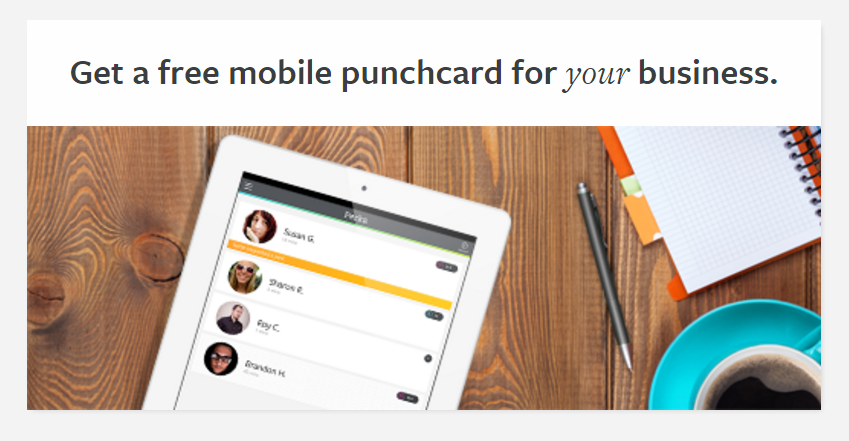 Get a free mobile punchcard for your business.
Susan G.
Sharon R.
Roy C.
Brandon H.